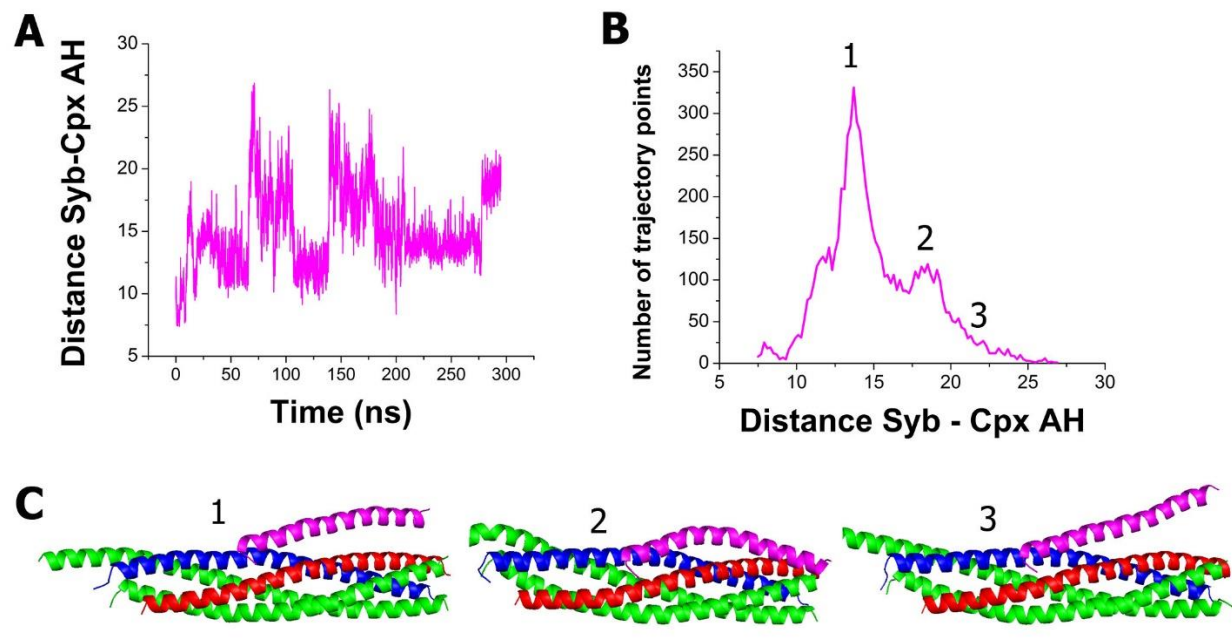 A
Distance Syb-Cpx AH
30
25
20
15
10
5
0 50 100 150 200 250 300
Time (ns)
B
Number of trajectory points
350
300
250
200
150
100
50
0
1
2
3
5 10 15 20 25 30
Distance Syb - Cpx AH
C
1 2 3